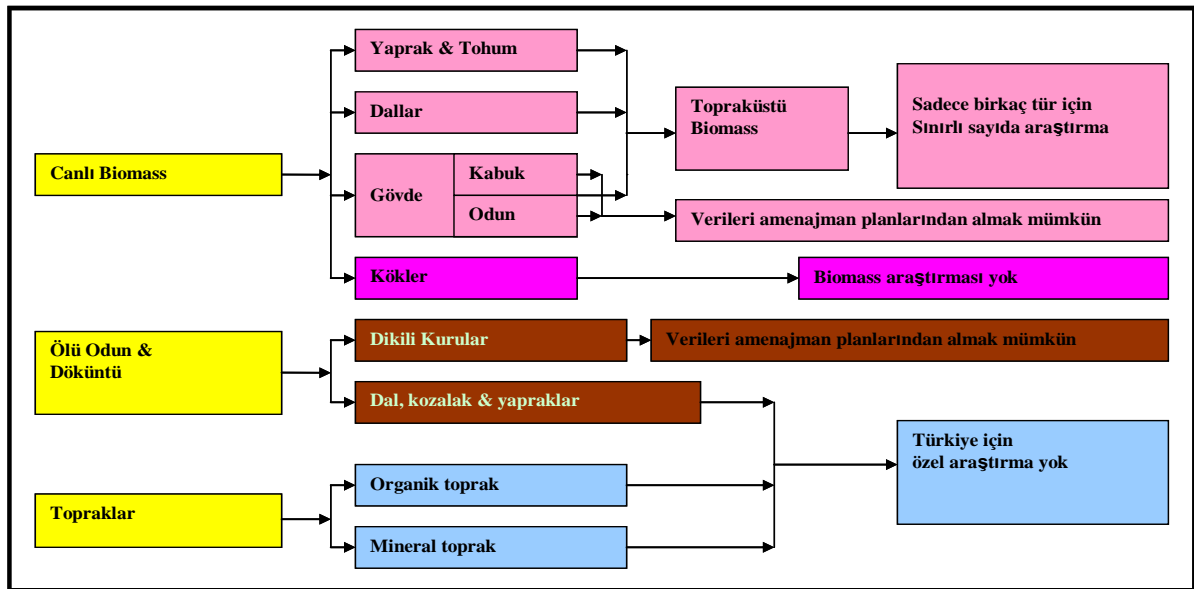 Yaprak & Tohum
Dallar
Topraküstü
Biomass
Sadece birkaç tür için
Sınırlı sayıda araştırma
Canlı Biomass
Gövde
Kabuk
Odun
Verileri amenajman planlarından almak mümkün
Kökler
Biomass araştırması yok
Ölü Odun &
Döküntü
Dikili Kurular
Verileri amenajman planlarından almak mümkün
Dal, kozalak & yapraklar
Türkiye için
özel araştırma yok
Topraklar
Organik toprak
Mineral toprak